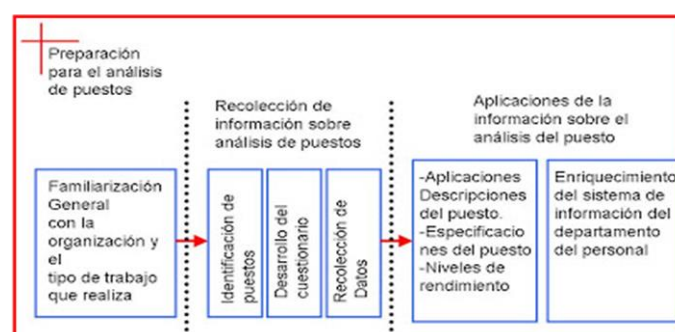 Preparación
para el análisis
de puestos
Recolección de
información sobre
análisis de puestos
Aplicaciones de la
información sobre el
análisis del puesto
Familiarización
General
con la
organización y
el
tipo de trabajo
que realiza
Identificación de
puestos
Desarrollo del
cuestionario
Recolección de
Datos
-Aplicaciones
Descripciones
del puesto.
-Especificacio
nes del puesto
-Niveles de
rendimiento
Enriquecimiento
del sistema de
información del
departamento
del personal